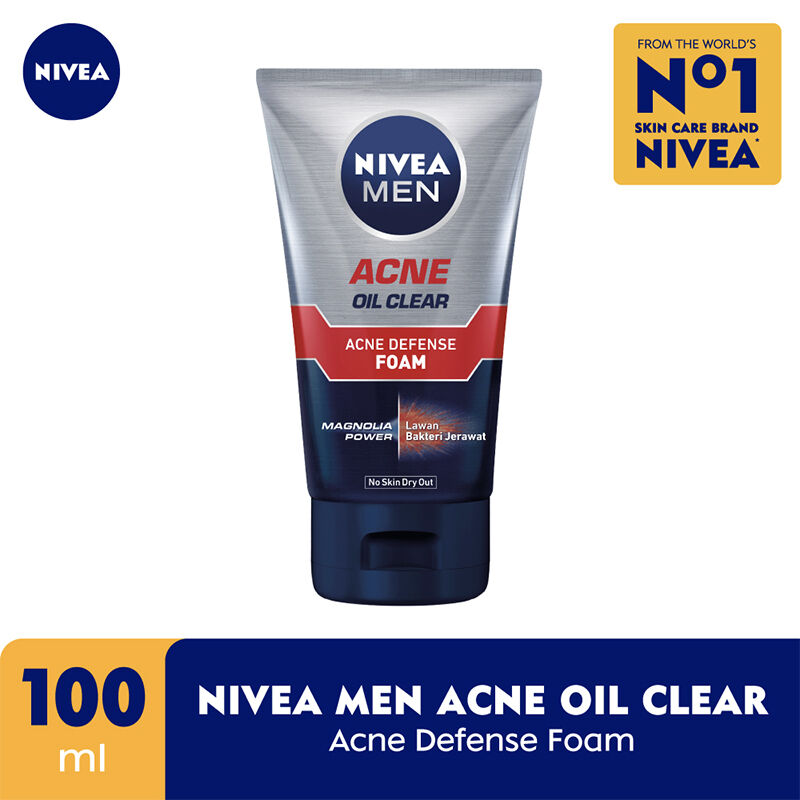 NIVEA
FROM THE WORLD'S
Nº1
SKIN CARE BRAND
NIVEA*
NIVEA
MEN
ACNE
OIL CLEAR
ACNE DEFENSE
FOAM
MAGNOLIA
POWER
Lawan
Bakteri Jerawat
No Skin Dry Out
100
ml
NIVEA MEN ACNE OIL CLEAR
Acne Defense Foam